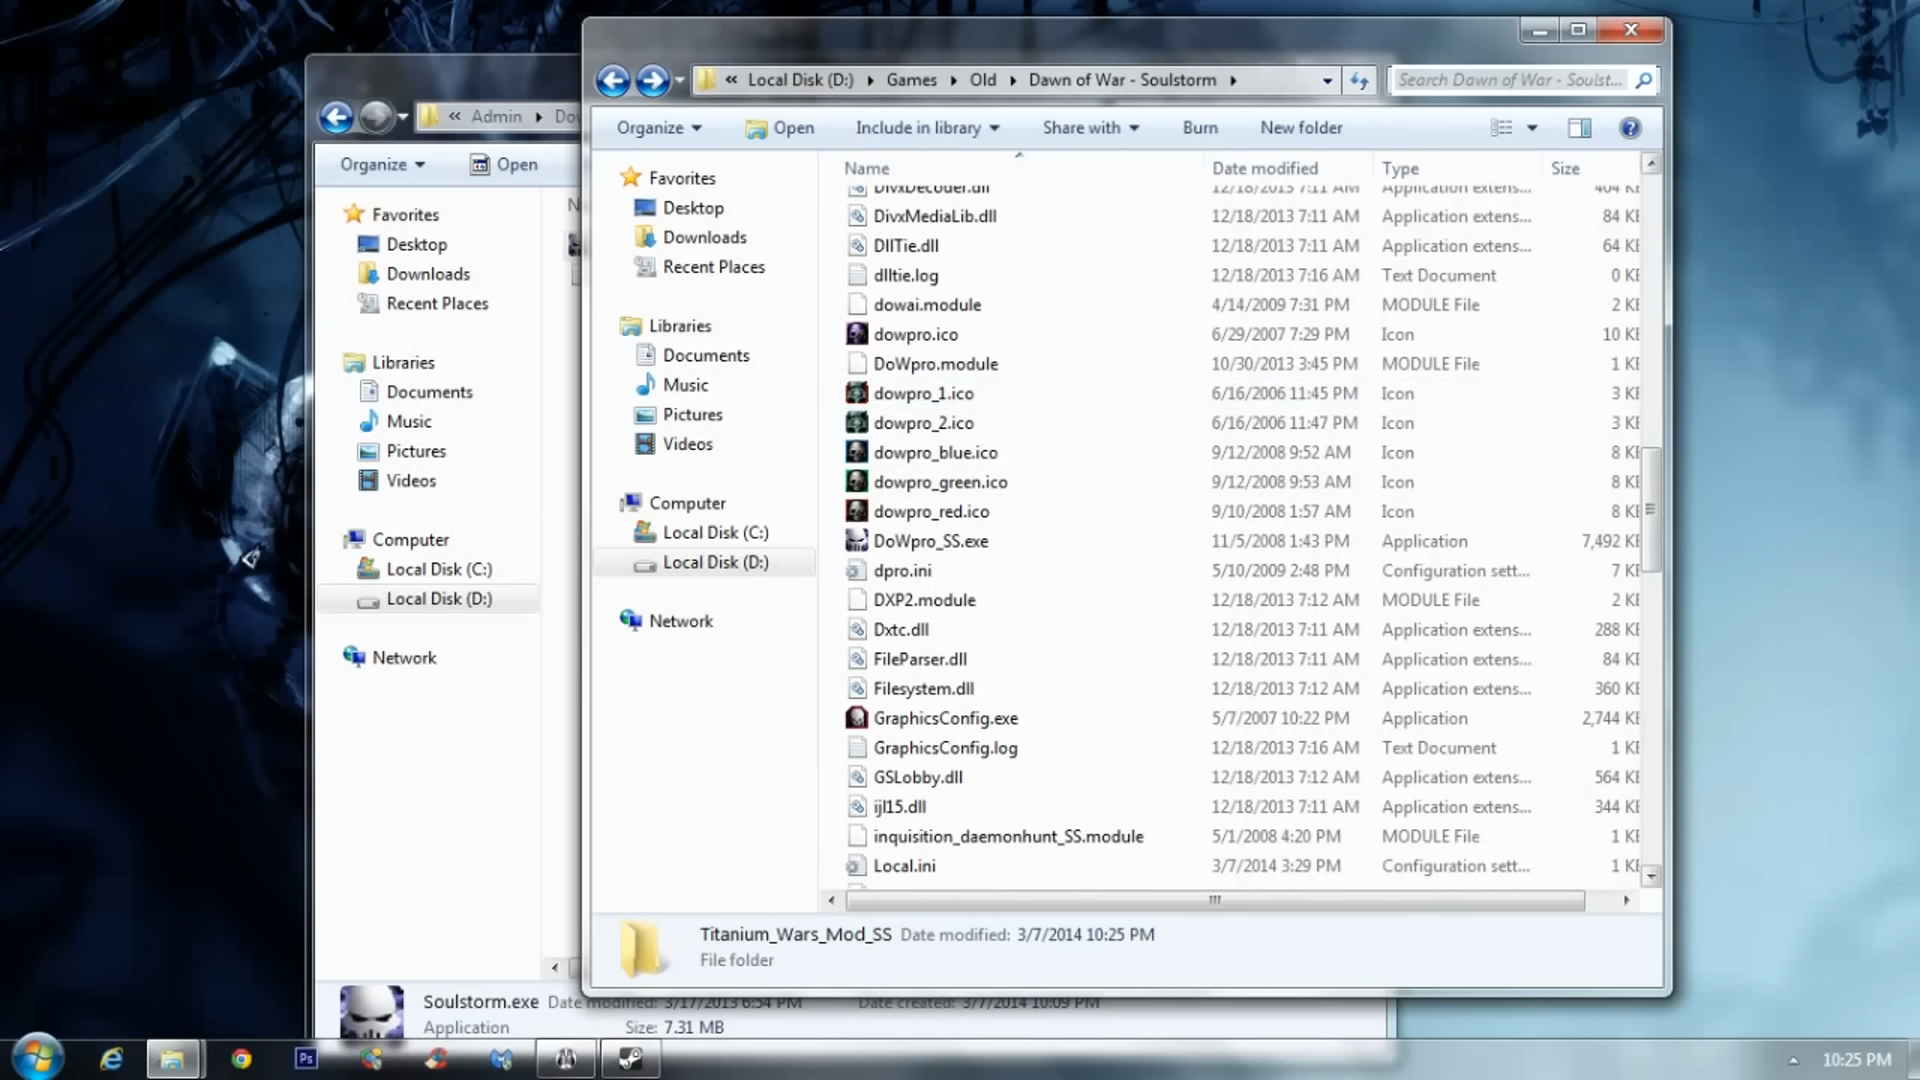 « Local Disk (D:) Games Old Dawn of War - Soulstorm
Search Dawn of War - Soulst...
Organize Open Include in library Share with Burn New folder
Name Date modified Type Size
Favorites
Desktop
Downloads
Recent Places
Libraries
Documents
Music
Pictures
Videos
Computer
Local Disk (C:)
Local Disk (D:)
Network
DivxDecoder.dll 12/18/2013 7:11 AM Application extens... 404 KB
DivxMediaLib.dll 12/18/2013 7:11 AM Application extens... 84 KB
DllTie.dll 12/18/2013 7:11 AM Application extens... 64 KB
dlltie.log 12/18/2013 7:16 AM Text Document 0 KB
dowai.module 4/14/2009 7:31 PM MODULE File 2 KB
dowpro.ico 6/29/2007 7:29 PM Icon 10 KB
DoWpro.module 10/30/2013 3:45 PM MODULE File 1 KB
dowpro_1.ico 6/16/2006 11:45 PM Icon 3 KB
dowpro_2.ico 6/16/2006 11:47 PM Icon 3 KB
dowpro_blue.ico 9/12/2008 9:52 AM Icon 8 KB
dowpro_green.ico 9/12/2008 9:53 AM Icon 8 KB
dowpro_red.ico 9/10/2008 1:57 AM Icon 8 KB
DoWpro_SS.exe 11/5/2008 1:43 PM Application 7,492 KB
dpro.ini 5/10/2009 2:48 PM Configuration sett... 7 KB
DXP2.module 12/18/2013 7:12 AM MODULE File 2 KB
Dxtc.dll 12/18/2013 7:11 AM Application extens... 288 KB
FileParser.dll 12/18/2013 7:11 AM Application extens... 84 KB
Filesystem.dll 12/18/2013 7:12 AM Application extens... 360 KB
GraphicsConfig.exe 5/7/2007 10:22 PM Application 2,744 KB
GraphicsConfig.log 12/18/2013 7:16 AM Text Document 1 KB
GSLobby.dll 12/18/2013 7:12 AM Application extens... 564 KB
ijl15.dll 12/18/2013 7:11 AM Application extens... 344 KB
inquisition_daemonhunt_SS.module 5/1/2008 4:20 PM MODULE File 1 KB
Local.ini 3/7/2014 3:29 PM Configuration sett... 1 KB
Titanium_Wars_Mod_SS Date modified: 3/7/2014 10:25 PM
File folder
« Admin Do
Organize Open
N
Favorites
Desktop
Downloads
Recent Places
Libraries
Documents
Music
Pictures
Videos
Computer
Local Disk (C:)
Local Disk (D:)
Network
Soulstorm.exe Date modified: 3/17/2013 6:54 PM Date created: 3/7/2014 10:09 PM
Application Size: 7.31 MB
Ps
10:25 PM